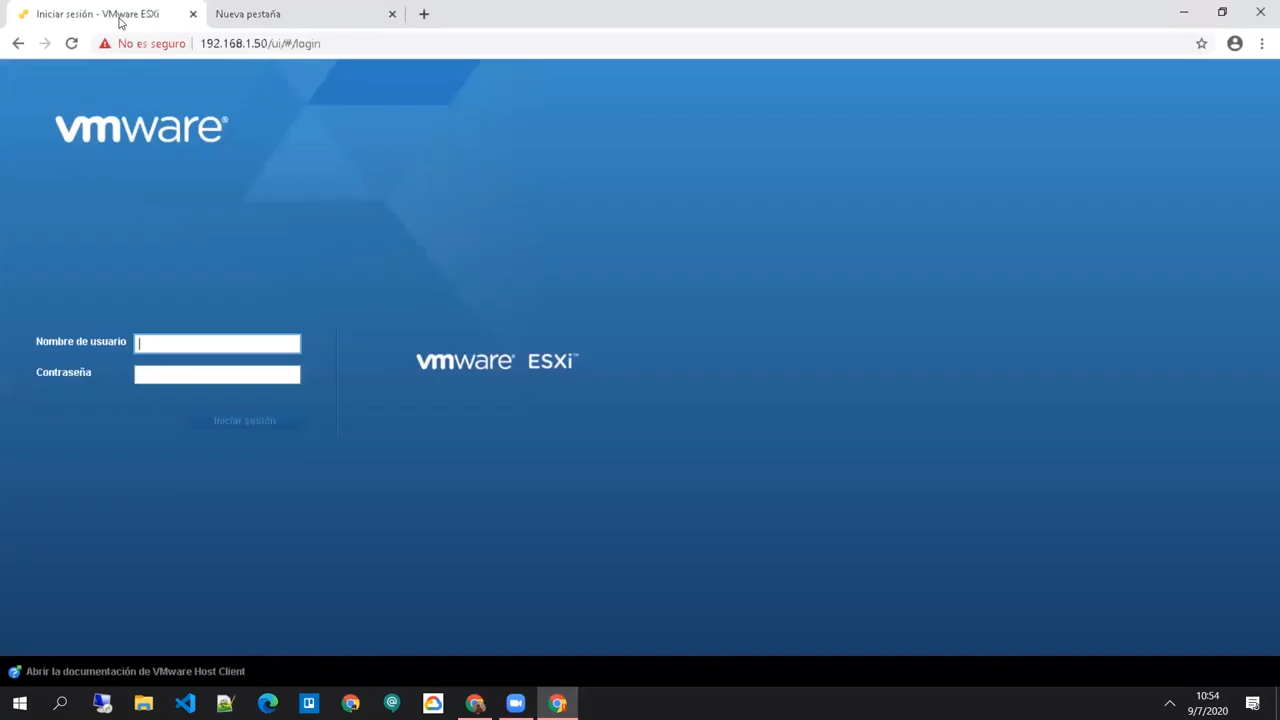 Iniciar sesión - VMware ESXi
Nueva pestaña
No es seguro
192.168.1.50/ui/#/login
vmware®
Nombre de usuario
Contraseña
vmware® ESXi™
Iniciar sesión
Abrir la documentación de VMware Host Client
10:54
9/7/2020